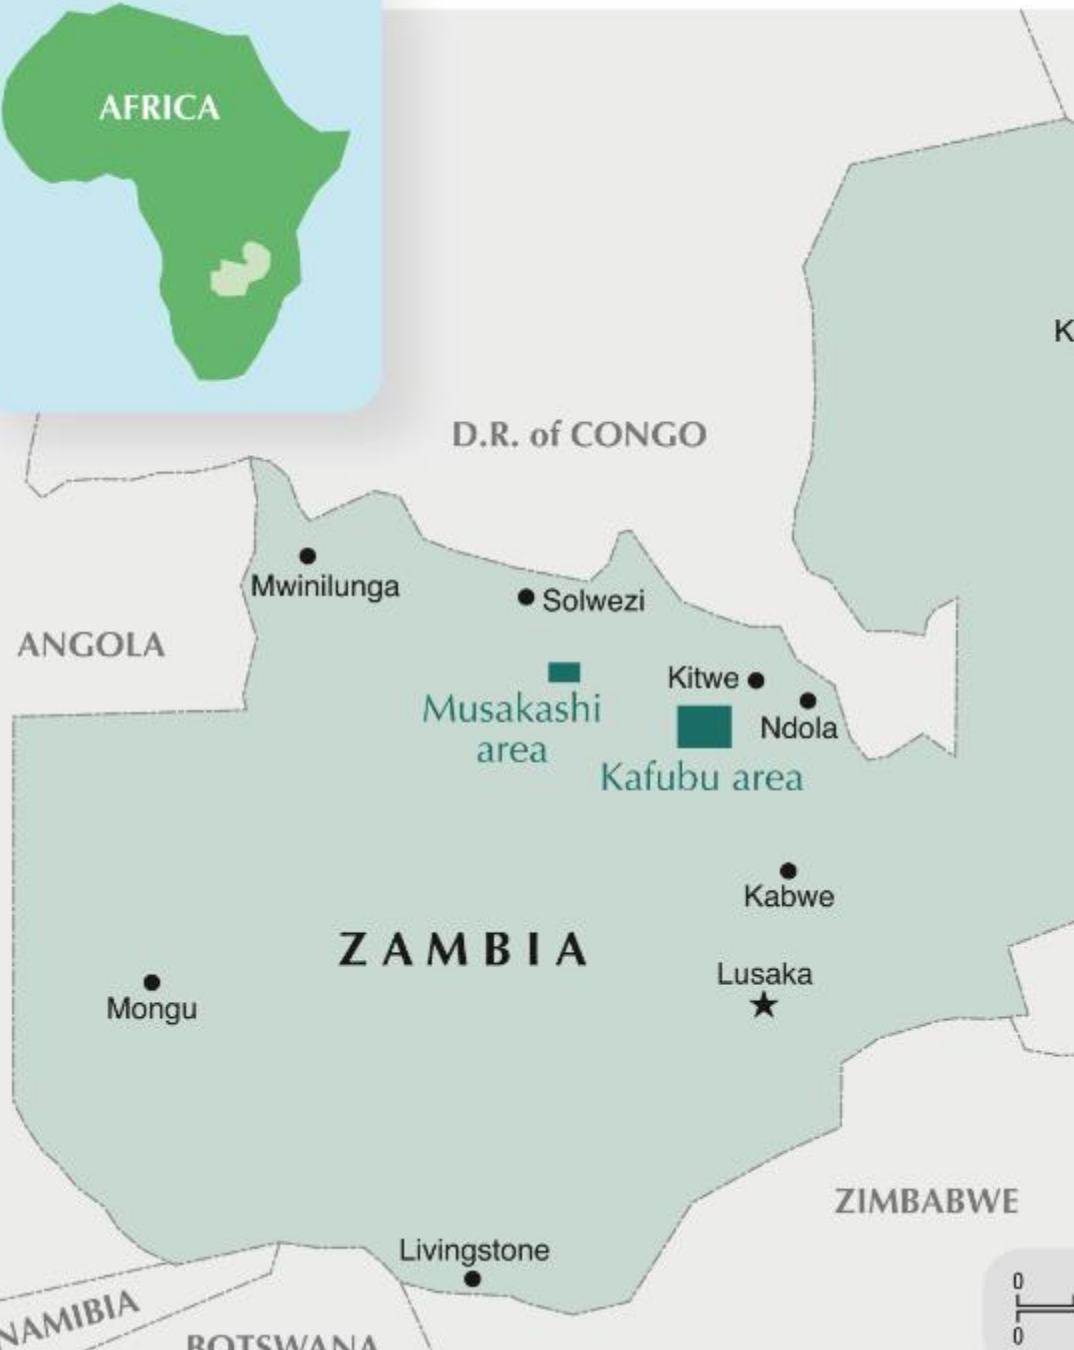 AFRICA
K
D.R. of CONGO
Mwinilunga
Solwezi
ANGOLA
Kitwe
Musakashi
area
Ndola
Kafubu area
Kabwe
ZAMBIA
Lusaka
Mongu
ZIMBABWE
Livingstone
NAMIBIA
BOTSWANA
0
0